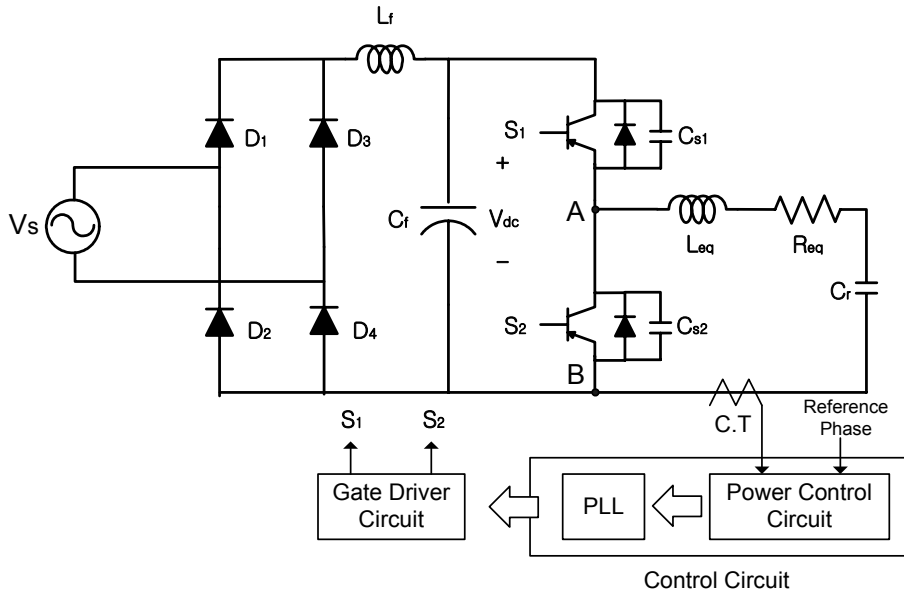 Lf
D1
D3
S1
Cs1
+
A
Vs
Cf
Vdc
Leq
Req
−
Cr
D2
D4
S2
Cs2
B
S1
S2
C.T
Reference
Phase
Gate Driver
Circuit
PLL
Power Control
Circuit
Control Circuit